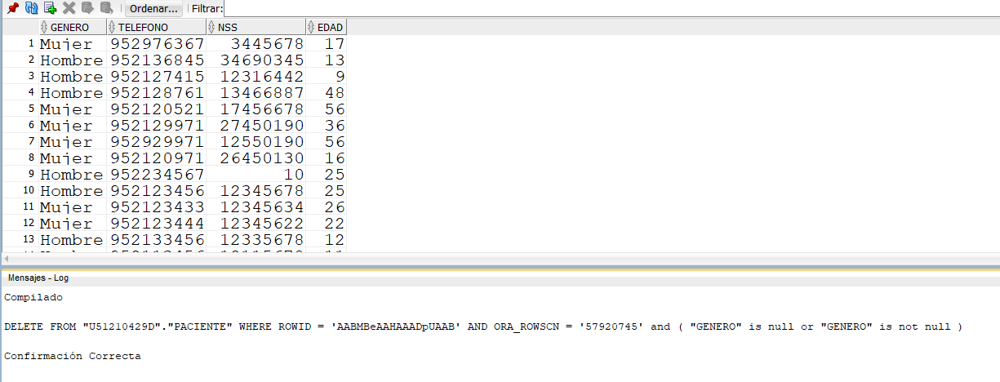 Ordenar... Filtrar:
GENERO TELEFONO NSS EDAD
1 Mujer 952976367 3445678 17
2 Hombre 952136845 34690345 13
3 Hombre 952127415 12316442 9
4 Hombre 952128761 13466887 48
5 Mujer 952120521 17456678 56
6 Mujer 952129971 27450190 36
7 Mujer 952929971 12550190 56
8 Mujer 952120971 26450130 16
9 Hombre 952234567 10 25
10 Hombre 952123456 12345678 25
11 Mujer 952123433 12345634 26
12 Mujer 952123444 12345622 22
13 Hombre 952133456 12335678 12
Mensajes - Log
Compilado
DELETE FROM "U51210429D"."PACIENTE" WHERE ROWID = 'AABMBeAAHAAADpUAAB' AND ORA_ROWSCN = '57920745' and ( "GENERO" is null or "GENERO" is not null )
Confirmación Correcta